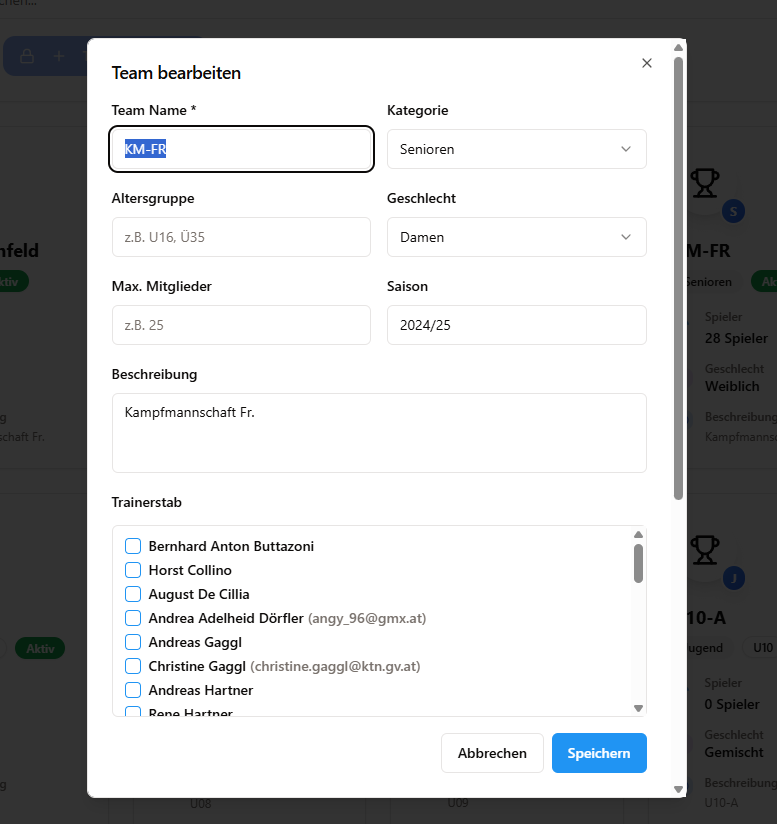 Team bearbeiten
Team Name *
Kategorie
KM-FR
Senioren
Altersgruppe
Geschlecht
z.B. U16, Ü35
Damen
Max. Mitglieder
Saison
z.B. 25
2024/25
Beschreibung
Kampfmannschaft Fr.
Trainerstab
Bernhard Anton Buttazoni
Horst Collino
August De Cillia
Andrea Adelheid Dörfler (angy_96@gmx.at)
Andreas Gaggl
Christine Gaggl (christine.gaggl@ktn.gv.at)
Andreas Hartner
Rene Hartner
Abbrechen
Speichern
nfeld
ktiv
g
schaft Fr.
Aktiv
g
S
M-FR
Senioren
Ak
Spieler
28 Spieler
Geschlecht
Weiblich
Beschreibung
Kampfmanns
J
10-A
ugend
U10
Spieler
0 Spieler
Geschlecht
Gemischt
Beschreibung
U10-A
U08
U09